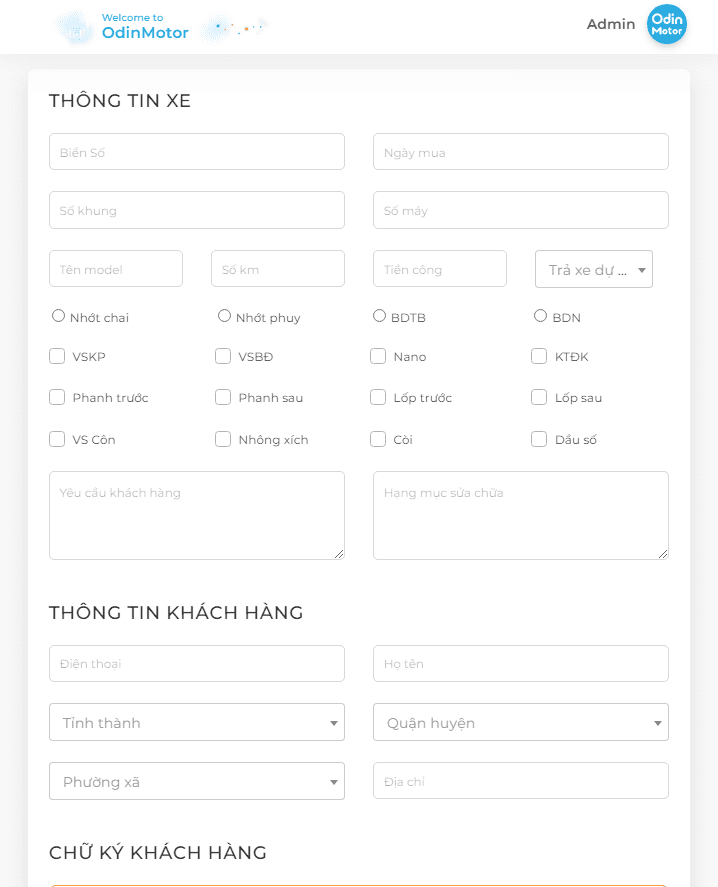 Welcome to
OdinMotor
Admin
Odin
Motor
THÔNG TIN XE
Biển Số
Ngày mua
Số khung
Số máy
Tên model
Số km
Tiền công
Trả xe dự ...
Nhớt chai
Nhớt phuy
BDTB
BDN
VSKP
VSBĐ
Nano
KTĐK
Phanh trước
Phanh sau
Lốp trước
Lốp sau
VS Côn
Nhông xích
Còi
Dầu số
Yêu cầu khách hàng
Hang mục sửa chữa
THÔNG TIN KHÁCH HÀNG
Điện thoại
Họ tên
Tỉnh thành
Quận huyện
Phường xã
Địa chỉ
CHỮ KÝ KHÁCH HÀNG